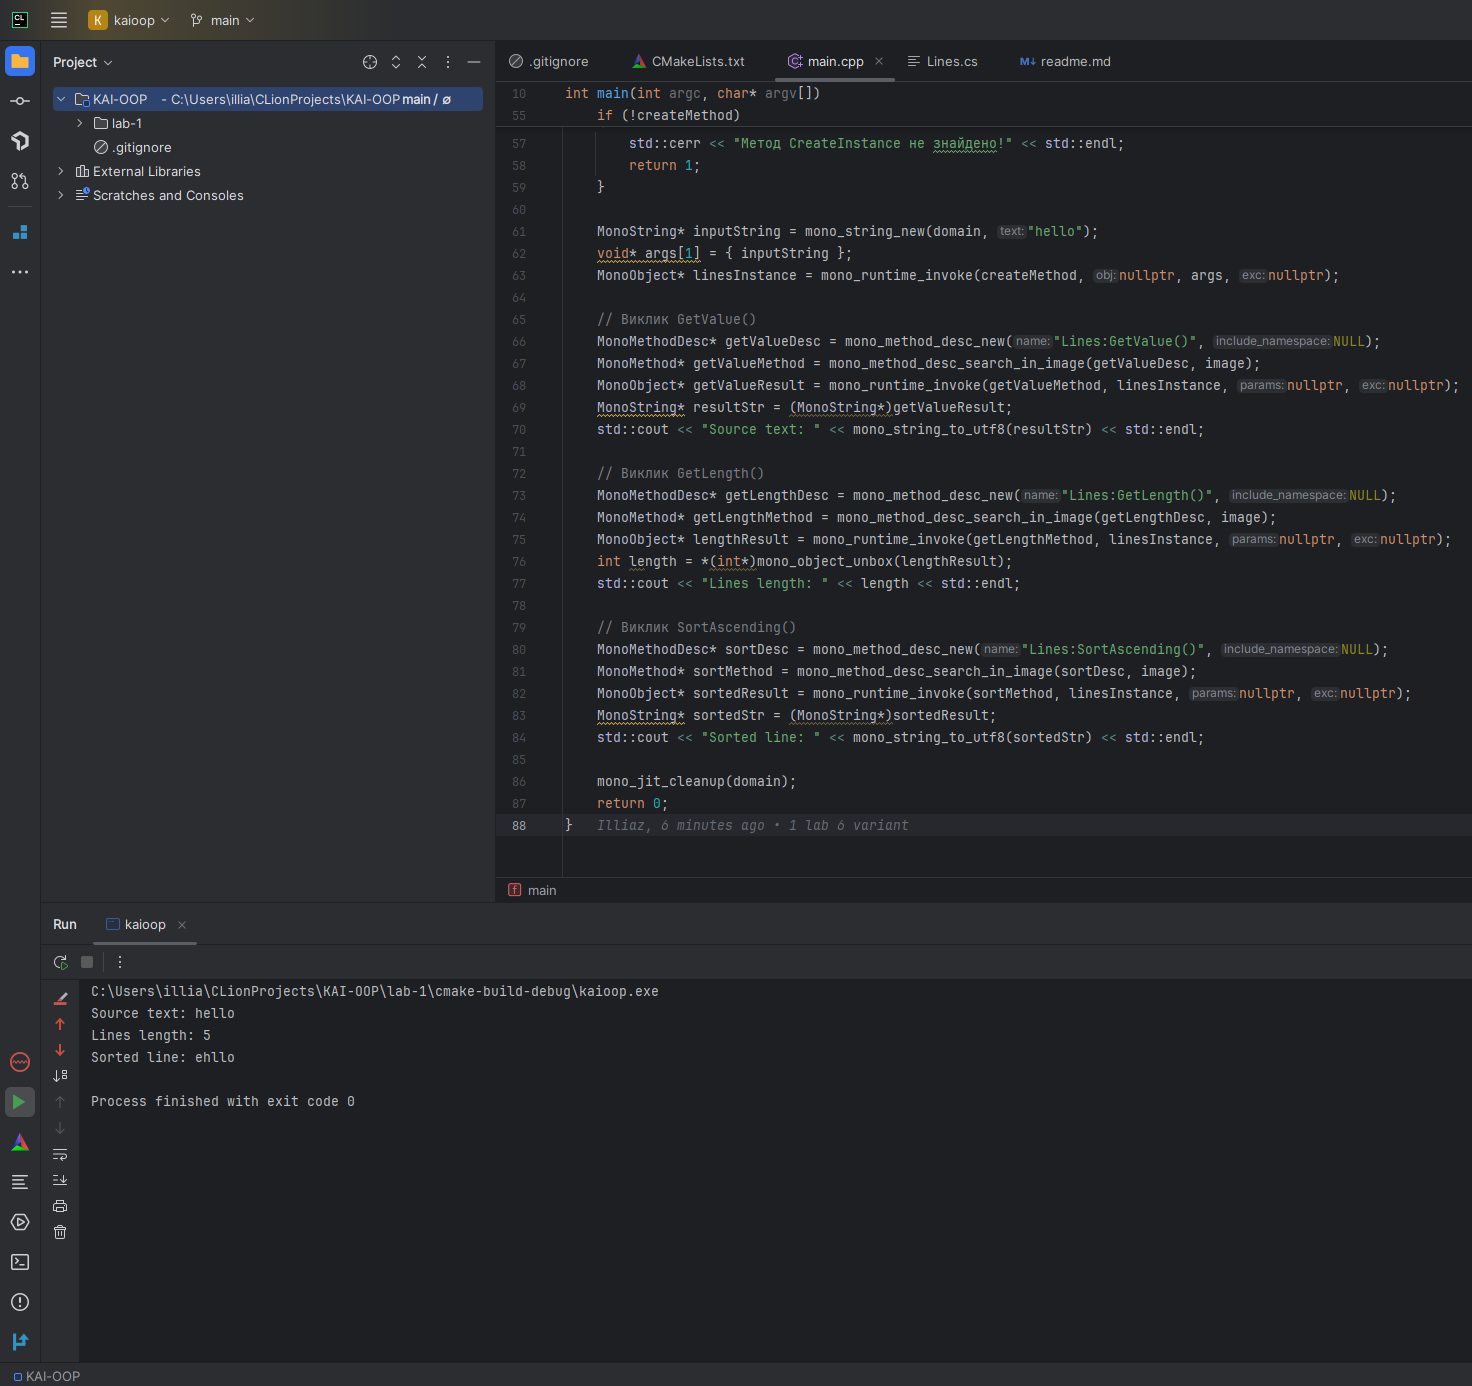 CL
K kaioop main
Project
KAI-OOP - C:\Users\illia\CLionProjects\KAI-OOP main / ∅
lab-1
.gitignore
External Libraries
Scratches and Consoles
.gitignore CMakeLists.txt main.cpp Lines.cs M↓ readme.md
10 int main(int argc, char* argv[])
55 if (!createMethod)
57 std::cerr << "Метод CreateInstance не знайдено!" << std::endl;
58 return 1;
59 }
60
61 MonoString* inputString = mono_string_new(domain, text: "hello");
62 void* args[1] = { inputString };
63 MonoObject* linesInstance = mono_runtime_invoke(createMethod, obj: nullptr, args, exc: nullptr);
64
65 // Виклик GetValue()
66 MonoMethodDesc* getValueDesc = mono_method_desc_new( name: "Lines:GetValue()", include_namespace: NULL);
67 MonoMethod* getValueMethod = mono_method_desc_search_in_image(getValueDesc, image);
68 MonoObject* getValueResult = mono_runtime_invoke(getValueMethod, linesInstance, params: nullptr, exc: nullptr);
69 MonoString* resultStr = (MonoString*)getValueResult;
70 std::cout << "Source text: " << mono_string_to_utf8(resultStr) << std::endl;
71
72 // Виклик GetLength()
73 MonoMethodDesc* getLengthDesc = mono_method_desc_new( name: "Lines:GetLength()", include_namespace: NULL);
74 MonoMethod* getLengthMethod = mono_method_desc_search_in_image(getLengthDesc, image);
75 MonoObject* lengthResult = mono_runtime_invoke(getLengthMethod, linesInstance, params: nullptr, exc: nullptr);
76 int length = *(int*)mono_object_unbox(lengthResult);
77 std::cout << "Lines length: " << length << std::endl;
78
79 // Виклик SortAscending()
80 MonoMethodDesc* sortDesc = mono_method_desc_new( name: "Lines:SortAscending()", include_namespace: NULL);
81 MonoMethod* sortMethod = mono_method_desc_search_in_image(sortDesc, image);
82 MonoObject* sortedResult = mono_runtime_invoke(sortMethod, linesInstance, params: nullptr, exc: nullptr);
83 MonoString* sortedStr = (MonoString*)sortedResult;
84 std::cout << "Sorted line: " << mono_string_to_utf8(sortedStr) << std::endl;
85
86 mono_jit_cleanup(domain);
87 return 0;
88 } Illiaz, 6 minutes ago • 1 lab 6 variant
f main
Run kaioop
C:\Users\illia\CLionProjects\KAI-OOP\lab-1\cmake-build-debug\kaioop.exe
Source text: hello
Lines length: 5
Sorted line: ehllo
Process finished with exit code 0
KAI-OOP